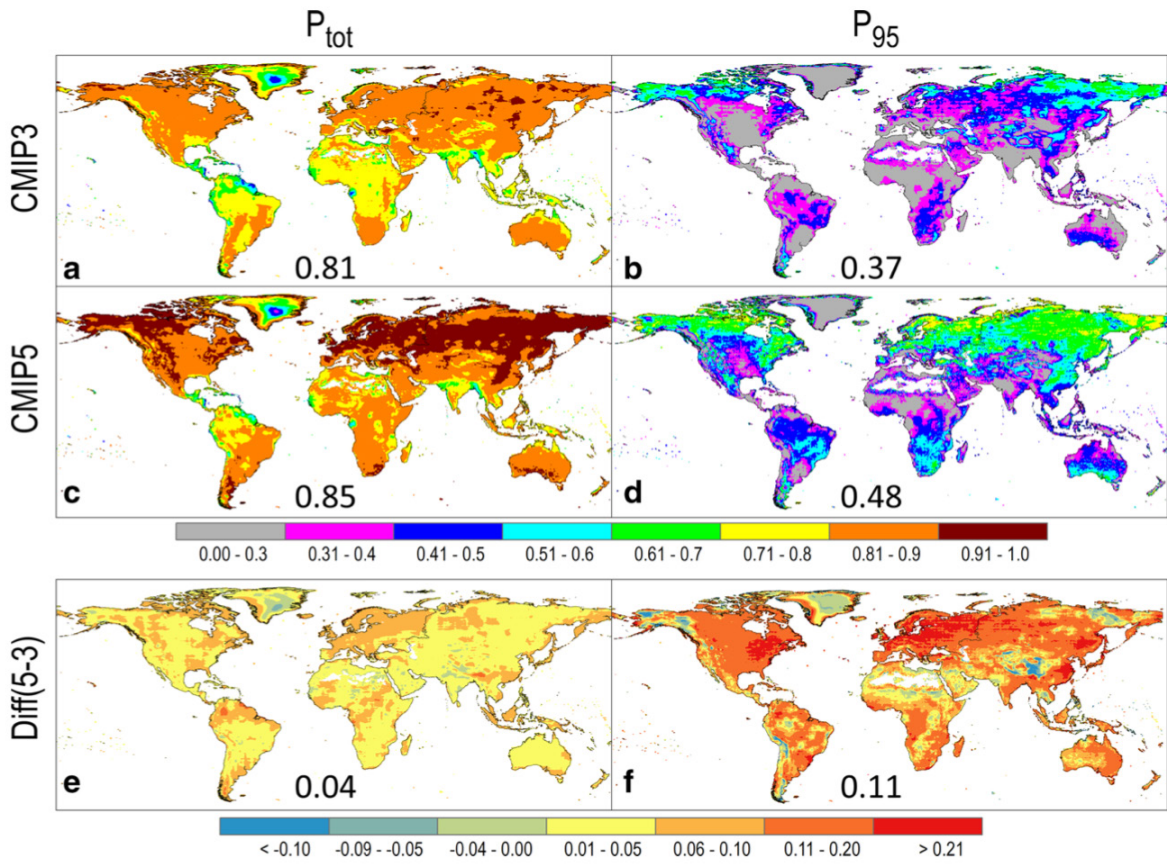 Ptot P95
CMIP3
a 0.81 b 0.37
CMIP5
c 0.85 d 0.48
0.00 - 0.3 0.31 - 0.4 0.41 - 0.5 0.51 - 0.6 0.61 - 0.7 0.71 - 0.8 0.81 - 0.9 0.91 - 1.0
Diff(5-3)
e 0.04 f 0.11
< -0.10 -0.09 - -0.05 -0.04 - 0.00 0.01 - 0.05 0.06 - 0.10 0.11 - 0.20 > 0.21